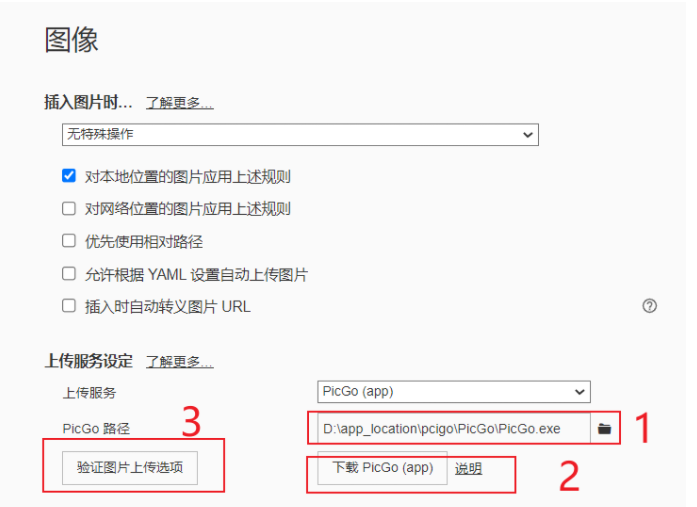 图像
插入图片时... 了解更多...
无特殊操作
对本地位置的图片应用上述规则
对网络位置的图片应用上述规则
优先使用相对路径
允许根据 YAML 设置自动上传图片
插入时自动转义图片 URL
上传服务设定 了解更多...
上传服务 PicGo (app)
PicGo 路径 3 D:\app_location\pcigo\PicGo\PicGo.exe 1
验证图片上传选项 下载 PicGo (app) 说明 2